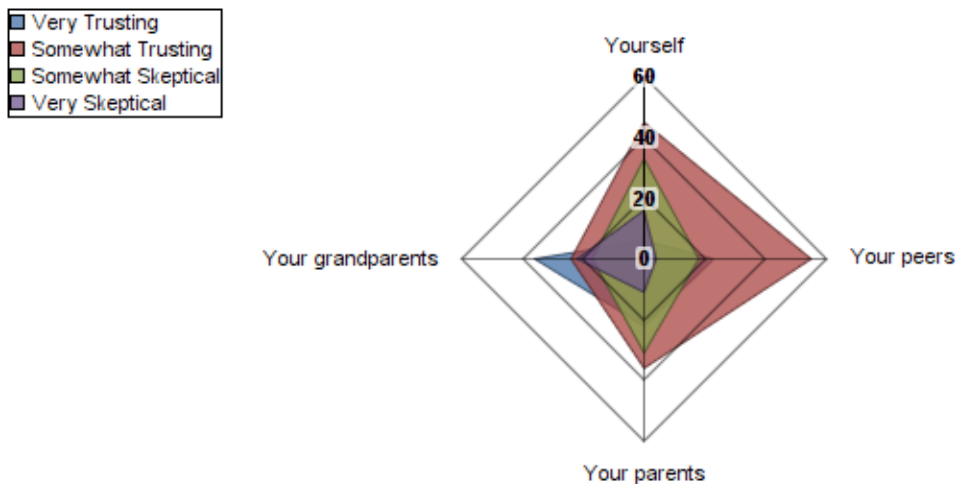 Very Trusting
Somewhat Trusting
Somewhat Skeptical
Very Skeptical
Yourself
60
40
20
0
Your grandparents
Your peers
Your parents